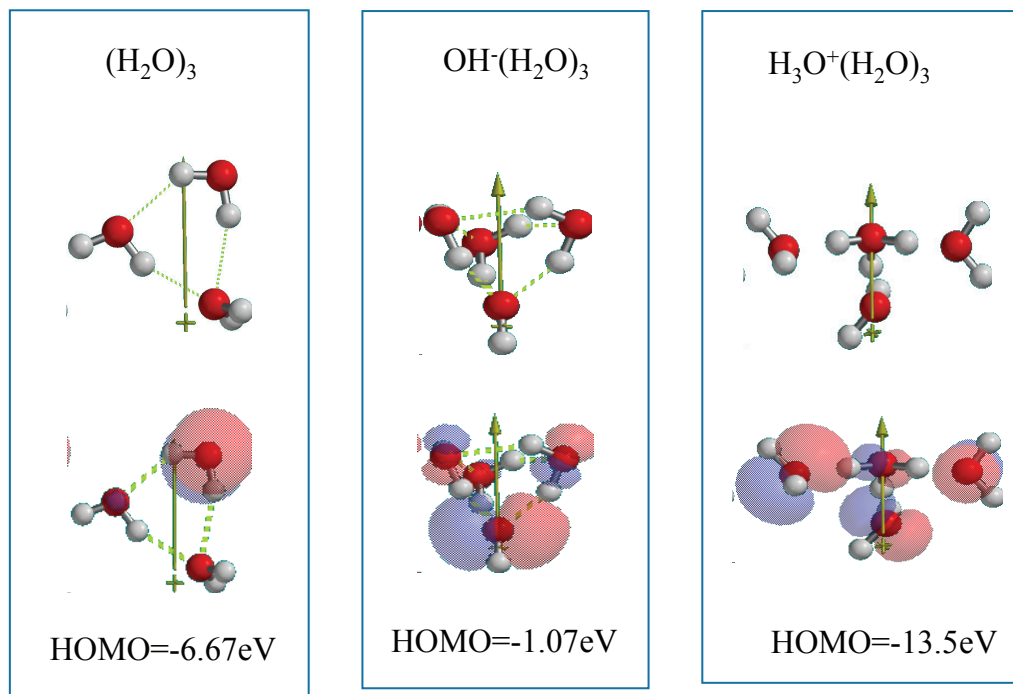 (H₂O)₃
OH⁻(H₂O)₃
H₃O⁺(H₂O)₃
HOMO=-6.67eV
HOMO=-1.07eV
HOMO=-13.5eV